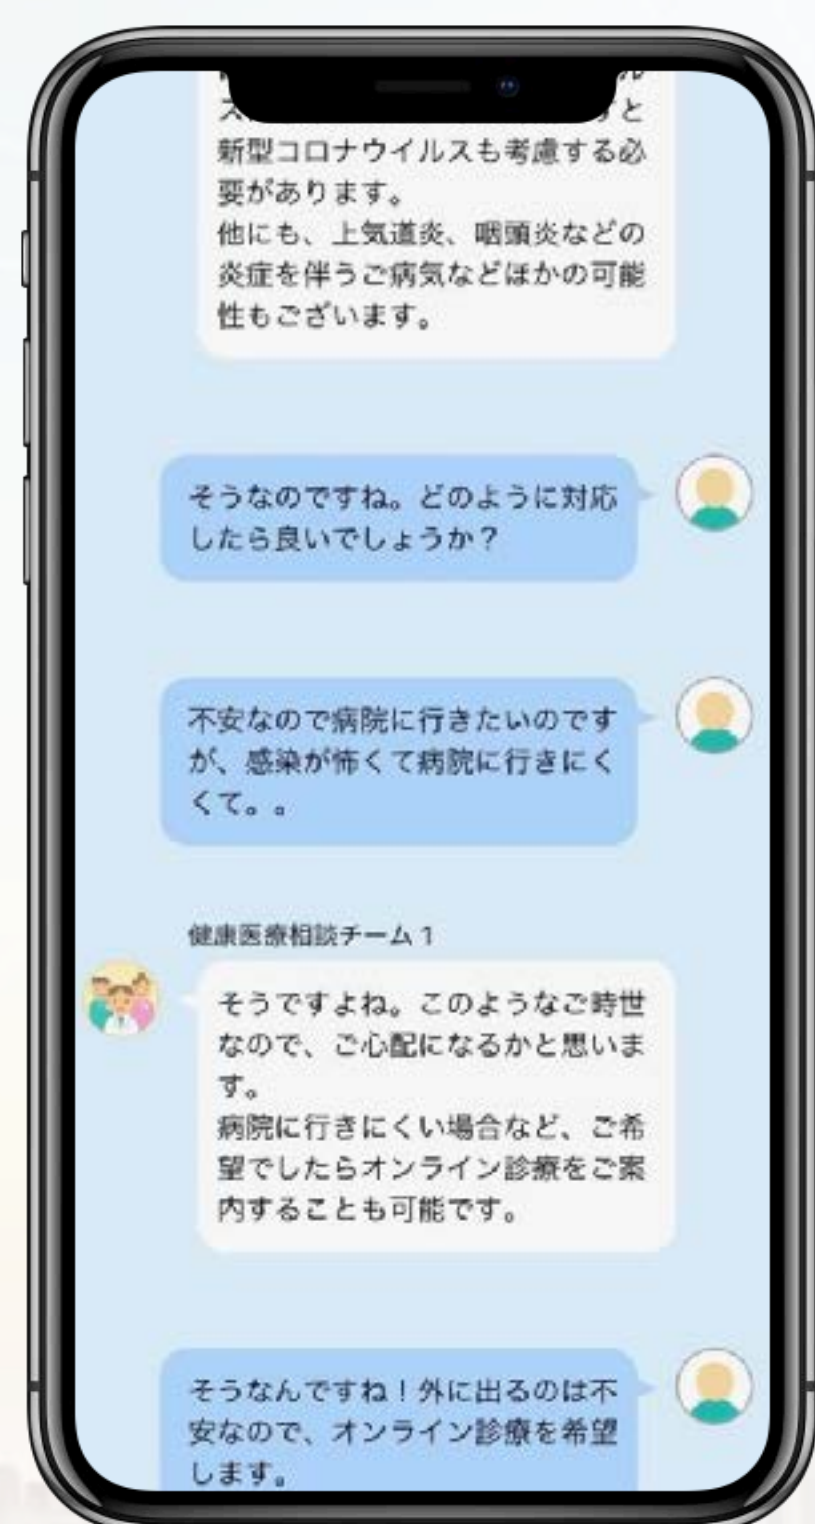 新型コロナウイルスも考慮する必
要があります。
他にも、上気道炎、咽頭炎などの
炎症を伴うご病気などほかの可能
性もございます。
そうなのですね。どのように対応
したら良いでしょうか？
不安なので病院に行きたいのです
が、感染が怖くて病院に行きにく
くて。。
健康医療相談チーム１
そうですよね。このようなご時世
なので、ご心配になるかと思いま
す。
病院に行きにくい場合など、ご希
望でしたらオンライン診療をご案
内することも可能です。
そうなんですね！外に出るのは不
安なので、オンライン診療を希望
します。